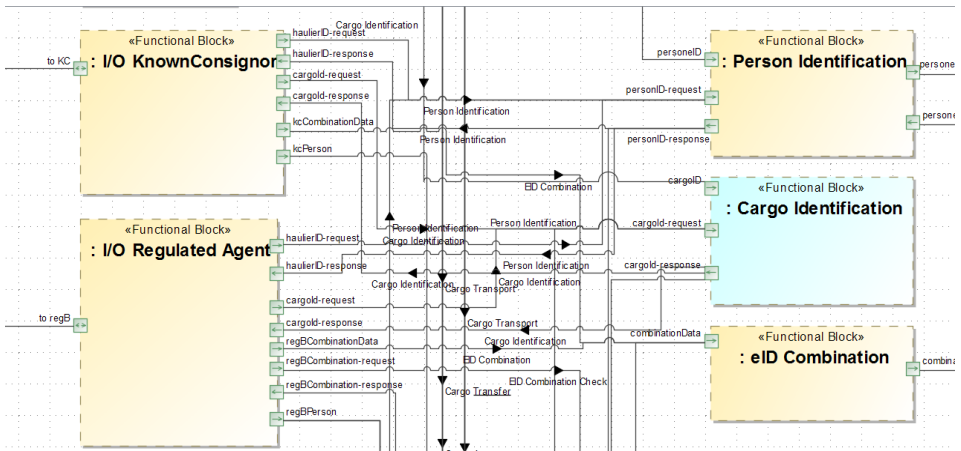 Cargo Identification
«Functional Block»
: I/O KnownConsignor
to KC
haulierID-request
haulierID-response
cargoId-request
cargoId-response
kcCombinationData
kcPerson
Person Identification
Person Identification
EID Combination
«Functional Block»
: Person Identification
personeID
personID-request
personID-response
persone
persone
«Functional Block»
: Cargo Identification
cargoID
cargoId-request
cargoId-response
«Functional Block»
: I/O Regulated Agent
to regB
haulierID-request
haulierID-response
cargoId-request
cargoId-response
regBCombinationData
regBCombination-request
regBCombination-response
regBPerson
Person Identification
Person Identification
Cargo Identification
Person Identification
Cargo Identification
Cargo Identification
Cargo Transport
Cargo Transport
Cargo Identification
EID Combination
EID Combination Check
Cargo Transfer
«Functional Block»
: eID Combination
combinationData
combina